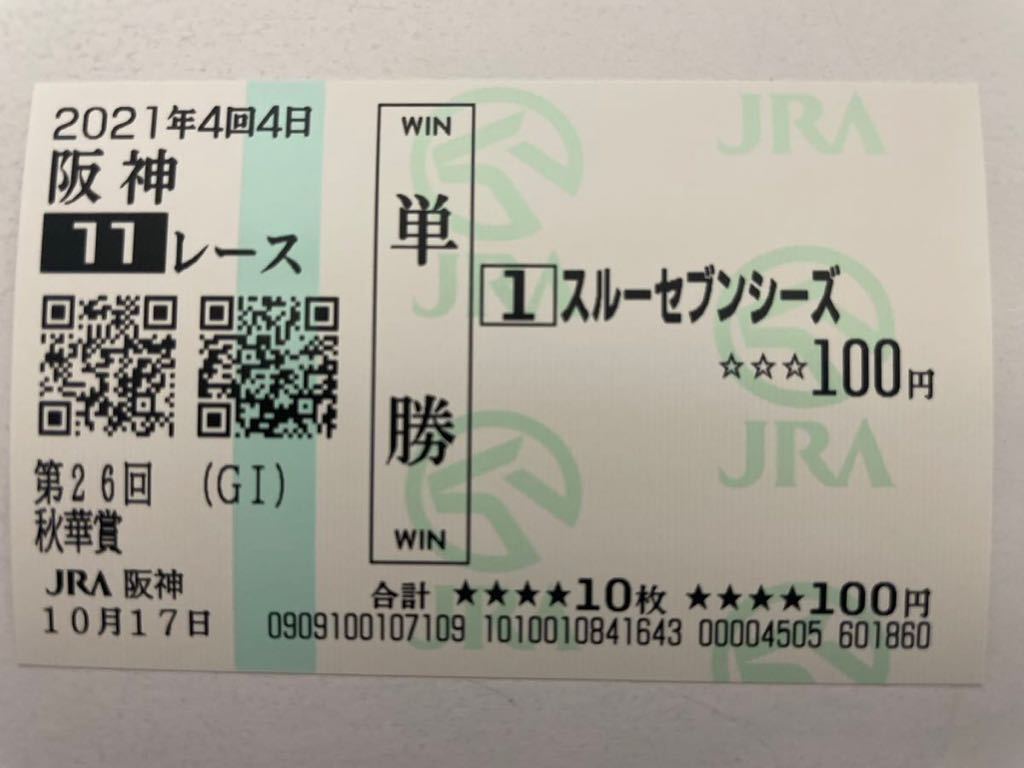 2021年4回4日
阪神
11レース
第26回 (GI)
秋華賞
JRA 阪神
10月17日
WIN
単勝
WIN
1 スルーセブンシーズ
☆☆☆100円
合計 ★★★★10枚 ★★★★100円
0909100107109 1010010841643 00004505 601860
JRA
JRA
JRA
JRA